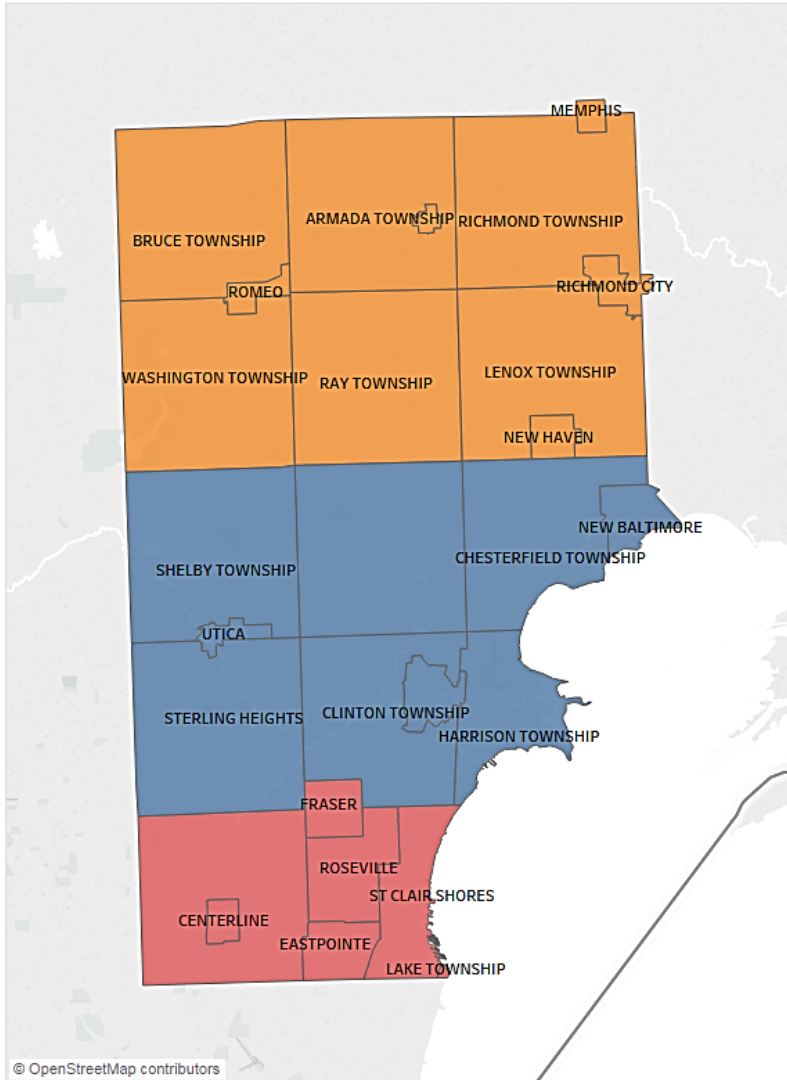 MEMPHIS
ARMADA TOWNSHIP
RICHMOND TOWNSHIP
BRUCE TOWNSHIP
RICHMOND CITY
ROMEO
LENOX TOWNSHIP
WASHINGTON TOWNSHIP
RAY TOWNSHIP
NEW HAVEN
NEW BALTIMORE
CHESTERFIELD TOWNSHIP
SHELBY TOWNSHIP
UTICA
CLINTON TOWNSHIP
STERLING HEIGHTS
HARRISON TOWNSHIP
FRASER
ROSEVILLE
ST CLAIR SHORES
CENTERLINE
EASTPOINTE
LAKE TOWNSHIP
© OpenStreetMap contributors